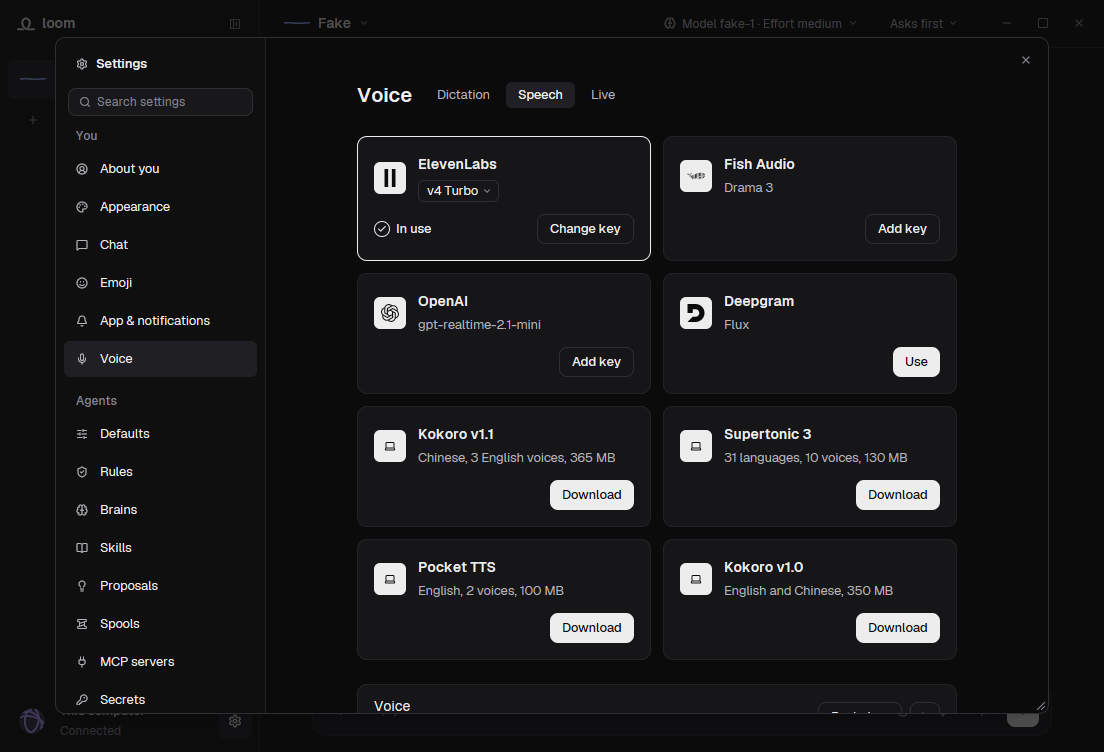 loom
Fake
Model fake-1 · Effort medium
Asks first
Settings
Search settings
You
About you
Appearance
Chat
Emoji
App & notifications
Voice
Agents
Defaults
Rules
Brains
Skills
Proposals
Spools
MCP servers
Secrets
Connected
Voice
Dictation
Speech
Live
ElevenLabs
v4 Turbo
In use
Change key
Fish Audio
Drama 3
Add key
OpenAI
gpt-realtime-2.1-mini
Add key
Deepgram
Flux
Use
Kokoro v1.1
Chinese, 3 English voices, 365 MB
Download
Supertonic 3
31 languages, 10 voices, 130 MB
Download
Pocket TTS
English, 2 voices, 100 MB
Download
Kokoro v1.0
English and Chinese, 350 MB
Download
Voice